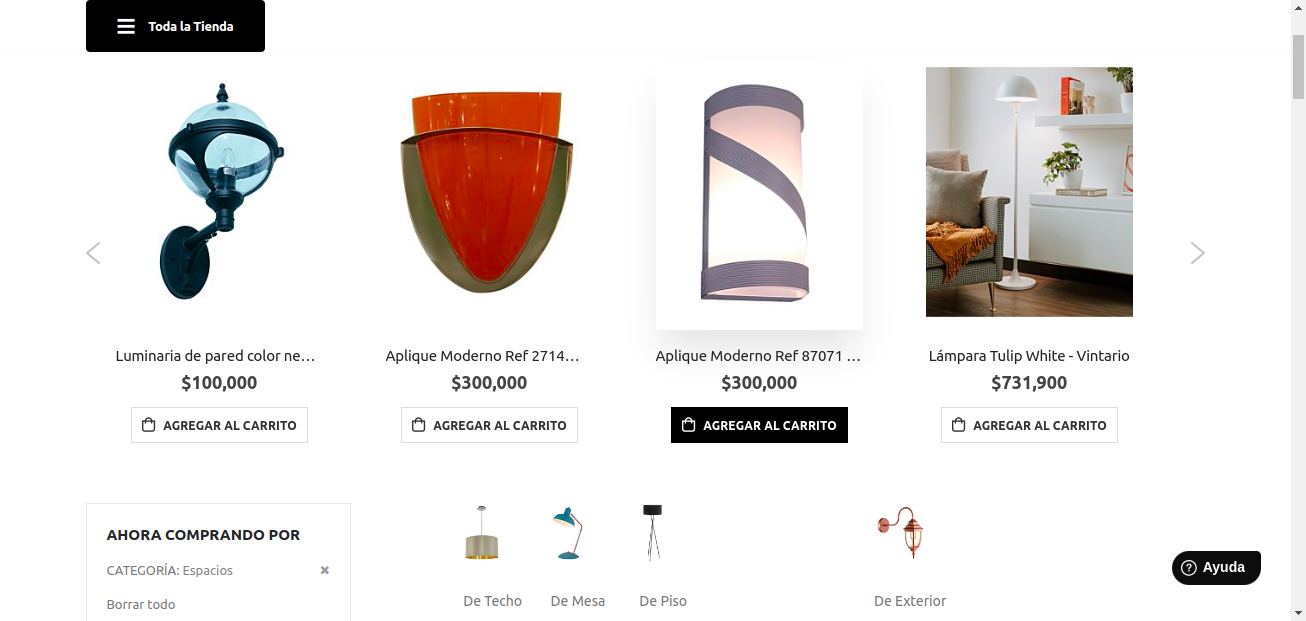 Toda la Tienda
Luminaria de pared color ne...
Aplique Moderno Ref 2714...
Aplique Moderno Ref 87071 ...
Lámpara Tulip White - Vintario
$100,000
$300,000
$300,000
$731,900
AGREGAR AL CARRITO
AGREGAR AL CARRITO
AGREGAR AL CARRITO
AGREGAR AL CARRITO
AHORA COMPRANDO POR
CATEGORÍA: Espacios
Borrar todo
De Techo
De Mesa
De Piso
De Exterior
Ayuda